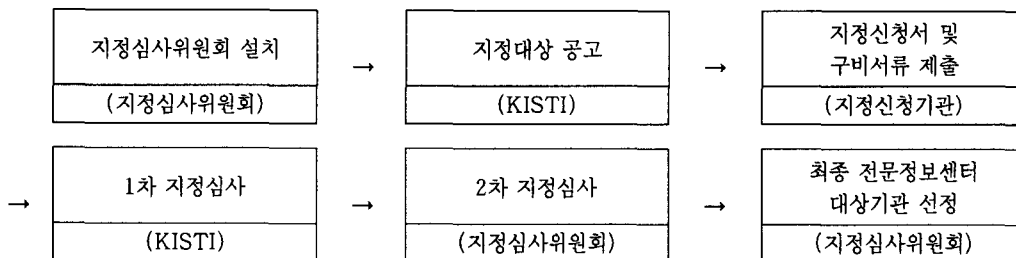 지정심사위원회 설치
(지정심사위원회)
→
지정대상 공고
(KISTI)
→
지정신청서 및
구비서류 제출
(지정신청기관)
→
1차 지정심사
(KISTI)
→
2차 지정심사
(지정심사위원회)
→
최종 전문정보센터
대상기관 선정
(지정심사위원회)